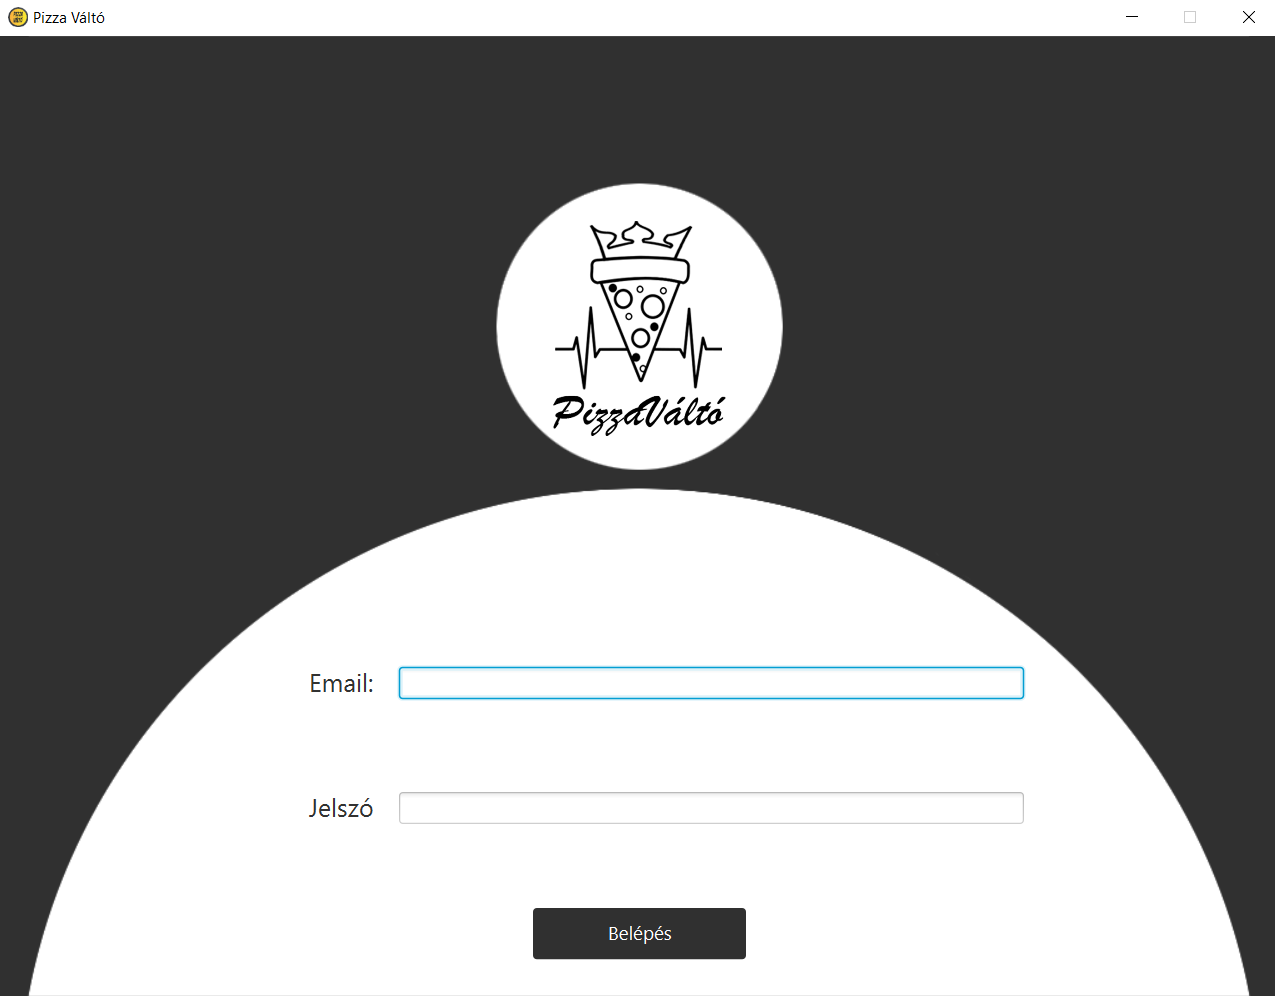 Pizza Váltó
PizzaVáltó
Email:
Jelszó
Belépés